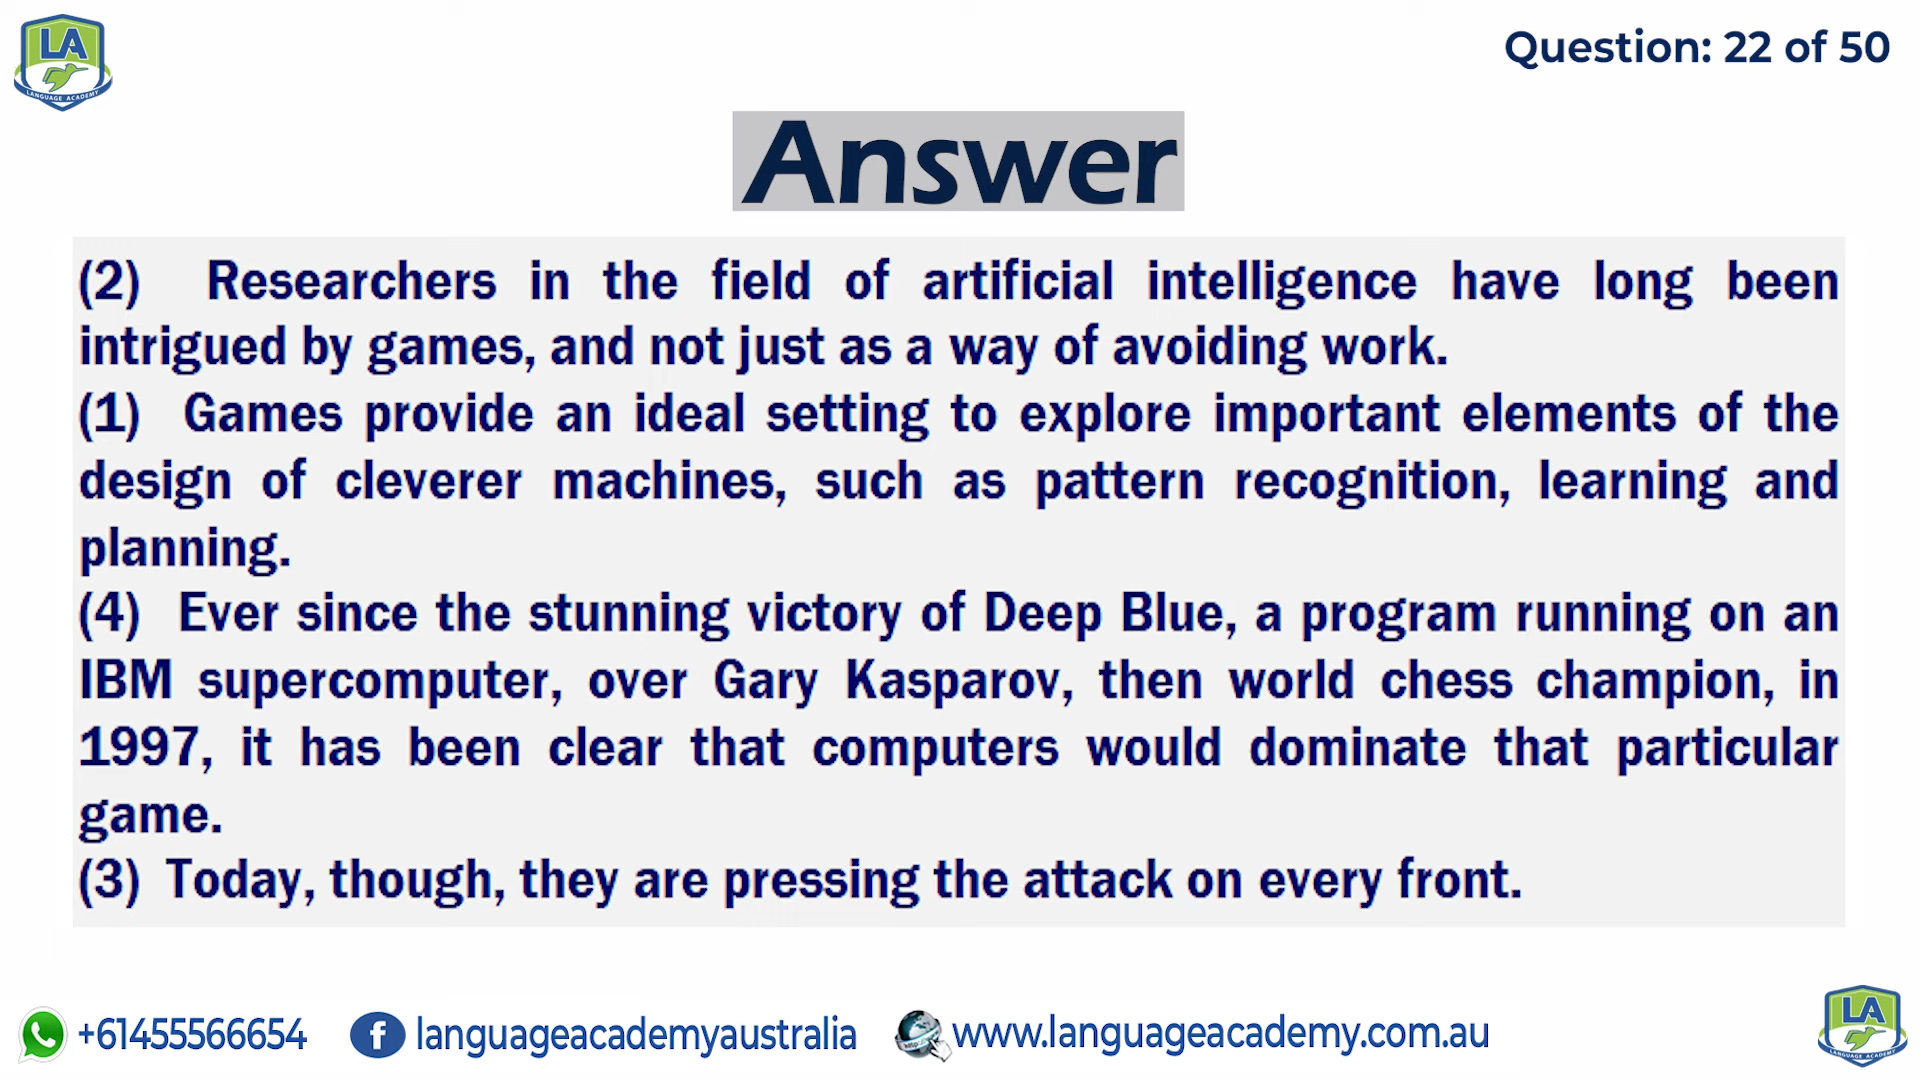 LA
LANGUAGE ACADEMY
Question: 22 of 50
Answer
(2) Researchers in the field of artificial intelligence have long been
intrigued by games, and not just as a way of avoiding work.
(1) Games provide an ideal setting to explore important elements of the
design of cleverer machines, such as pattern recognition, learning and
planning.
(4) Ever since the stunning victory of Deep Blue, a program running on an
IBM supercomputer, over Gary Kasparov, then world chess champion, in
1997, it has been clear that computers would dominate that particular
game.
(3) Today, though, they are pressing the attack on every front.
+61455566654
f languageacademyaustralia
www.languageacademy.com.au
LA
LANGUAGE ACADEMY